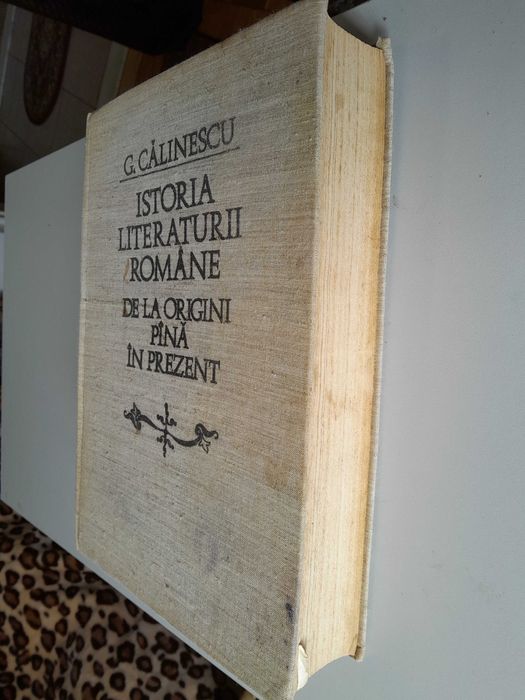 G. CĂLINESCU
ISTORIA
LITERATURII
ROMÂNE
DE LA ORIGINI
PÎNĂ
ÎN PREZENT